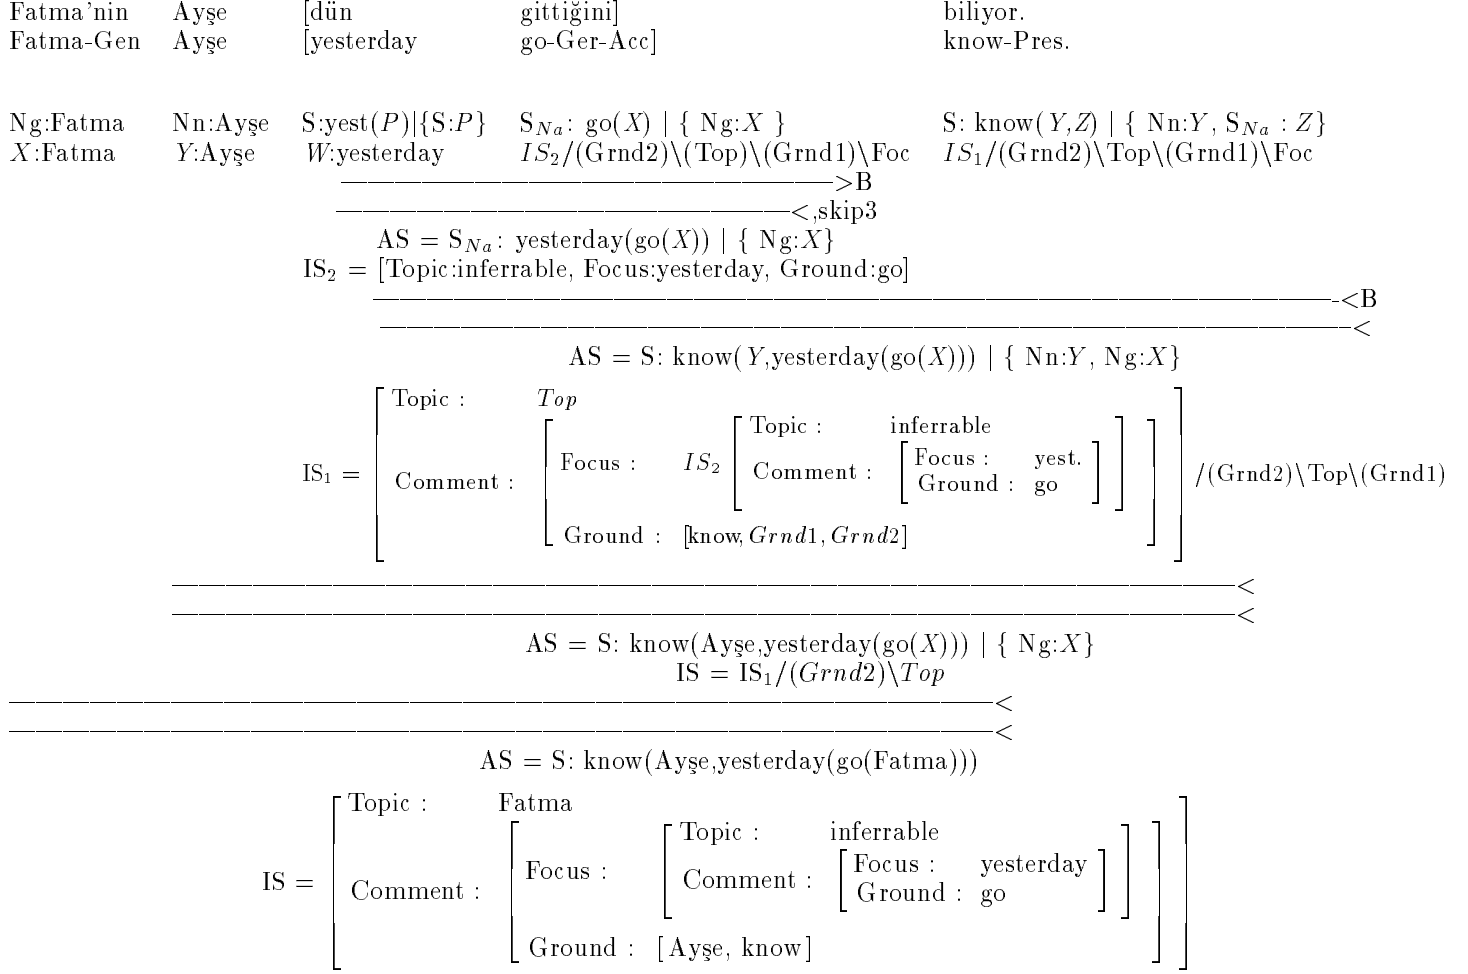 Fatma'nin Ayşe [dün gittiğini] biliyor.
Fatma-Gen Ayşe [yesterday go-Ger-Acc] know-Pres.
Ng:Fatma Nn:Ayşe S:yest(P)|{S:P} S_Na: go(X) | { Ng:X } S: know(Y,Z) | { Nn:Y, S_Na : Z}
X:Fatma Y:Ayşe W:yesterday IS_2/(Grnd2)\(Top)\(Grnd1)\Foc IS_1/(Grnd2)\Top\(Grnd1)\Foc
>B
<,skip3
AS = S_Na: yesterday(go(X)) | { Ng:X}
IS_2 = [Topic:inferrable, Focus:yesterday, Ground:go]
<B
<
AS = S: know(Y,yesterday(go(X))) | { Nn:Y, Ng:X}
Topic : Top
Topic : inferrable
Focus : IS_2 Comment : Focus : yest.
IS_1 = Comment : Ground : go /(Grnd2)\Top\(Grnd1)
Ground : [know, Grnd1, Grnd2]
<
<
AS = S: know(Ayşe,yesterday(go(X))) | { Ng:X}
IS = IS_1/(Grnd2)\Top
<
<
AS = S: know(Ayşe,yesterday(go(Fatma)))
Topic : Fatma
Topic : inferrable
Focus : Comment : Focus : yesterday
IS = Comment : Ground : go
Ground : [Ayşe, know]